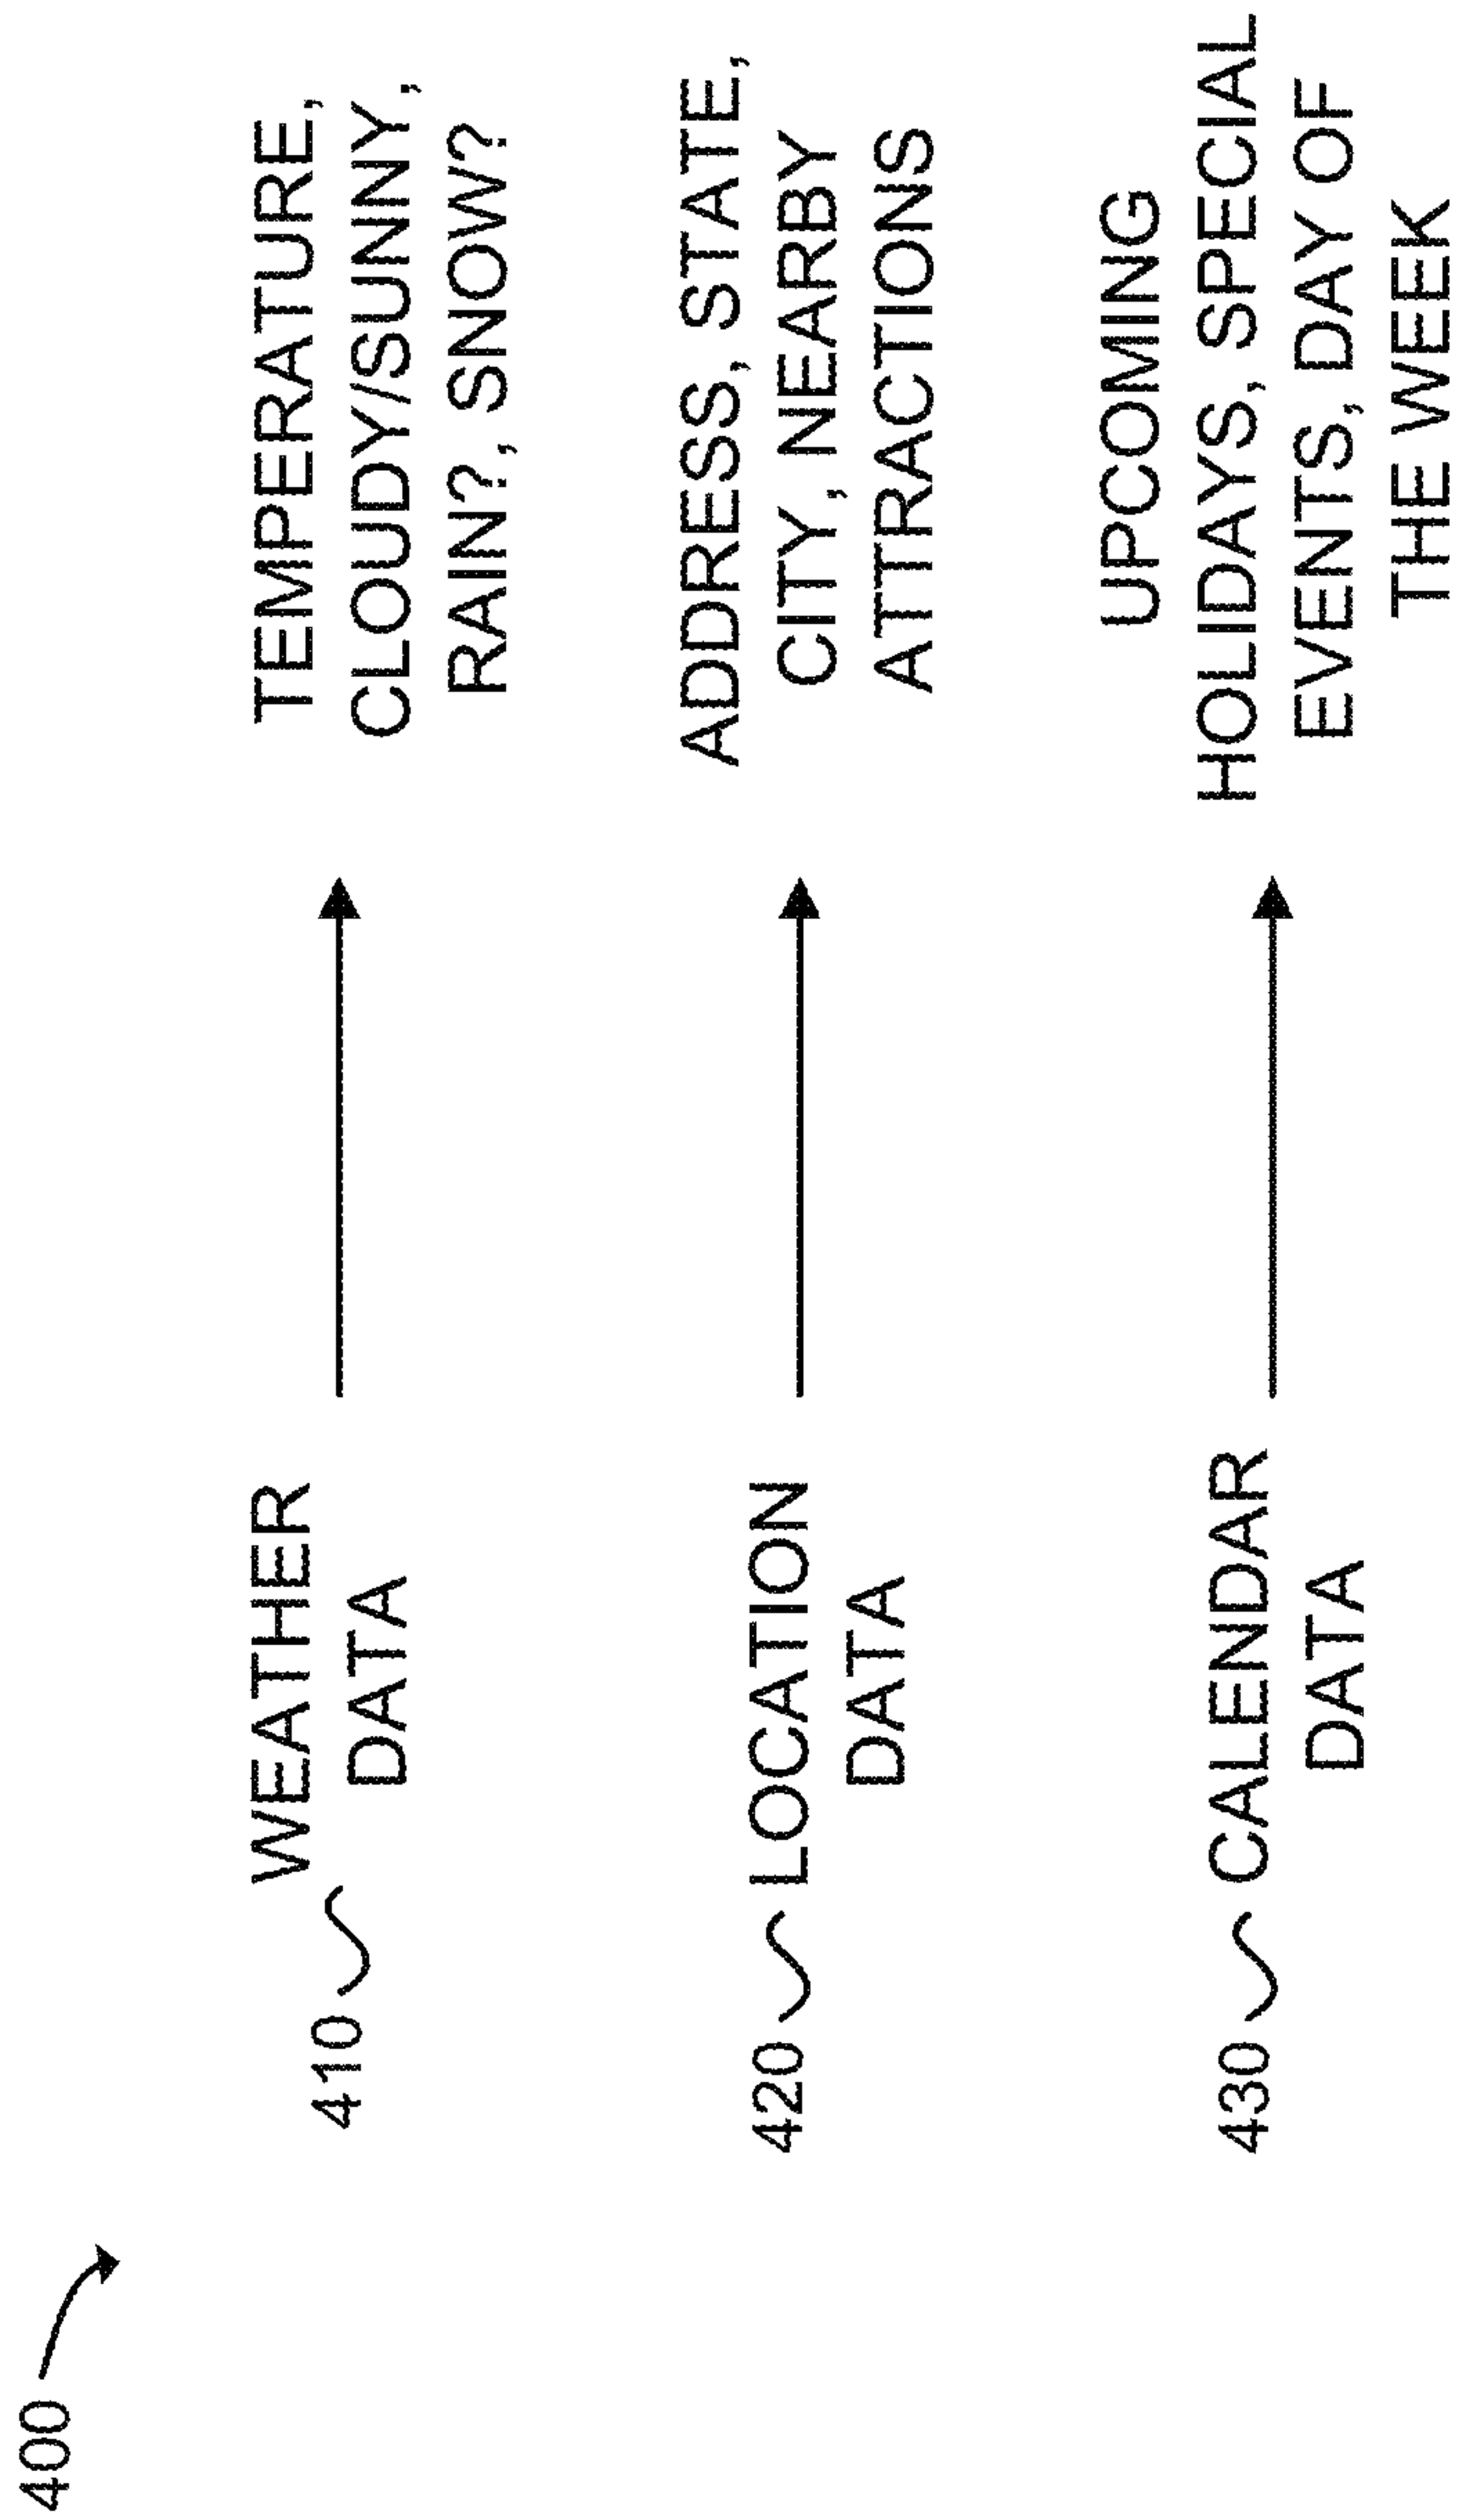 400
410
WEATHER
DATA
TEMPERATURE,
CLOUDY/SUNNY,
RAIN?, SNOW?
420
LOCATION
DATA
ADDRESS, STATE,
CITY, NEARBY
ATTRACTIONS
430
CALENDAR
DATA
UPCOMING
HOLIDAYS, SPECIAL
EVENTS, DAY OF
THE WEEK